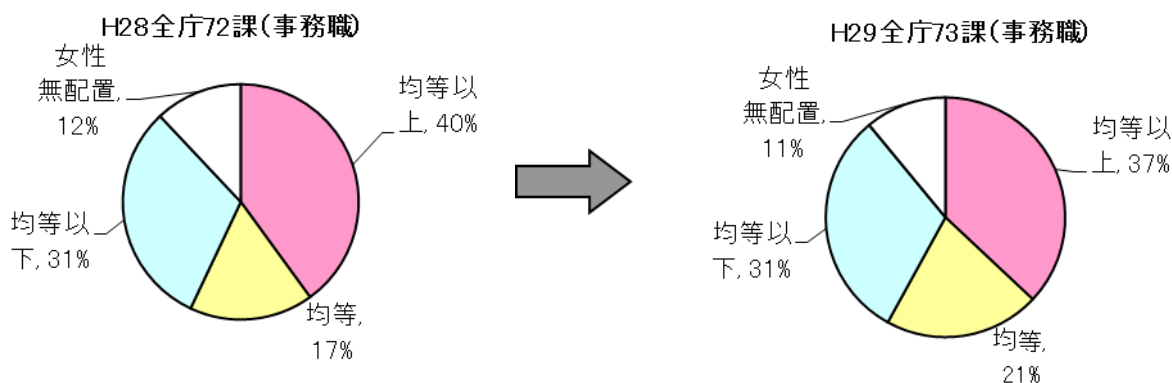 H28全庁72課(事務職)
女性
無配置,
12%
均等以
上, 40%
均等以
下, 31%
均等,
17%
H29全庁73課(事務職)
女性
無配置,
11%
均等以
上, 37%
均等以
下, 31%
均等,
21%